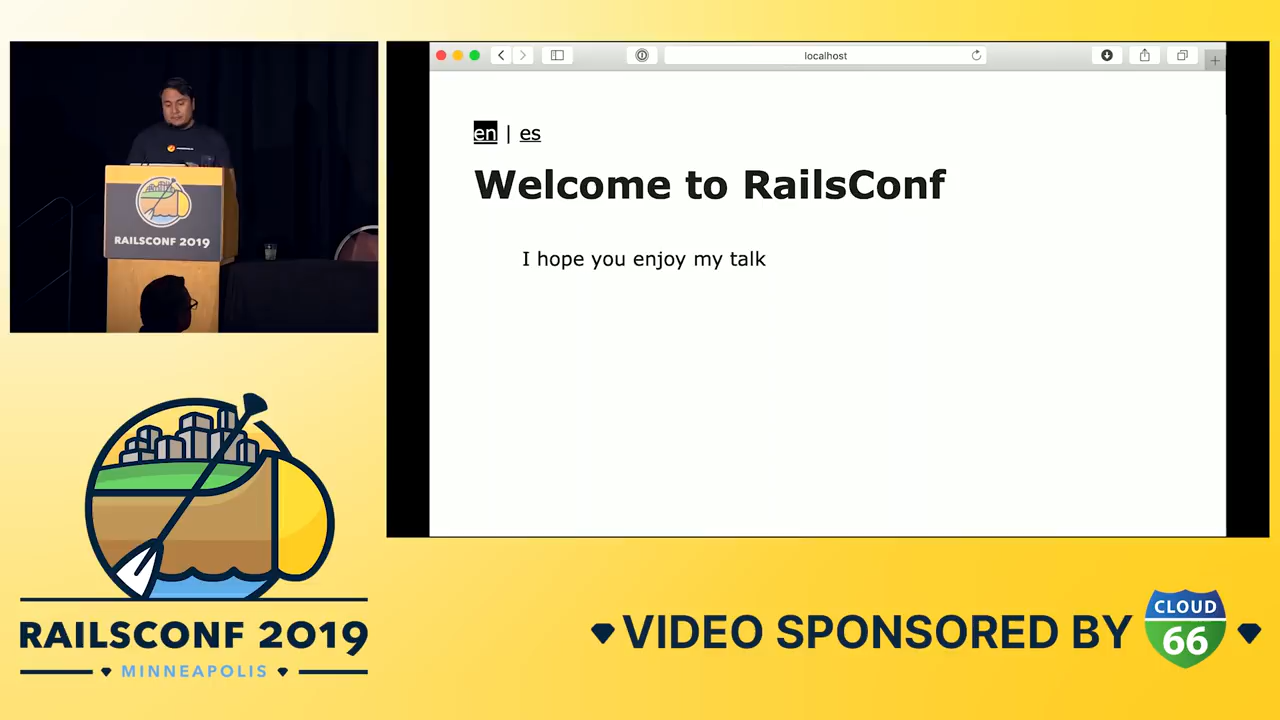 localhost
en | es
Welcome to RailsConf
I hope you enjoy my talk
RAILSCONF 2019
RAILSCONF 2019
MINNEAPOLIS
VIDEO SPONSORED BY
CLOUD
66